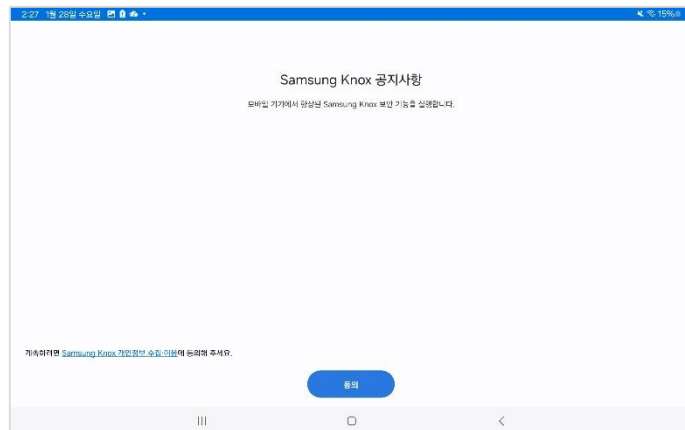 2:27 1월 28일 수요일
15%
Samsung Knox 공지사항
모바일 기기에서 향상된 Samsung Knox 보안 기능을 실행합니다.
계속하려면 Samsung Knox 개인정보 수집·이용에 동의해 주세요.
동의